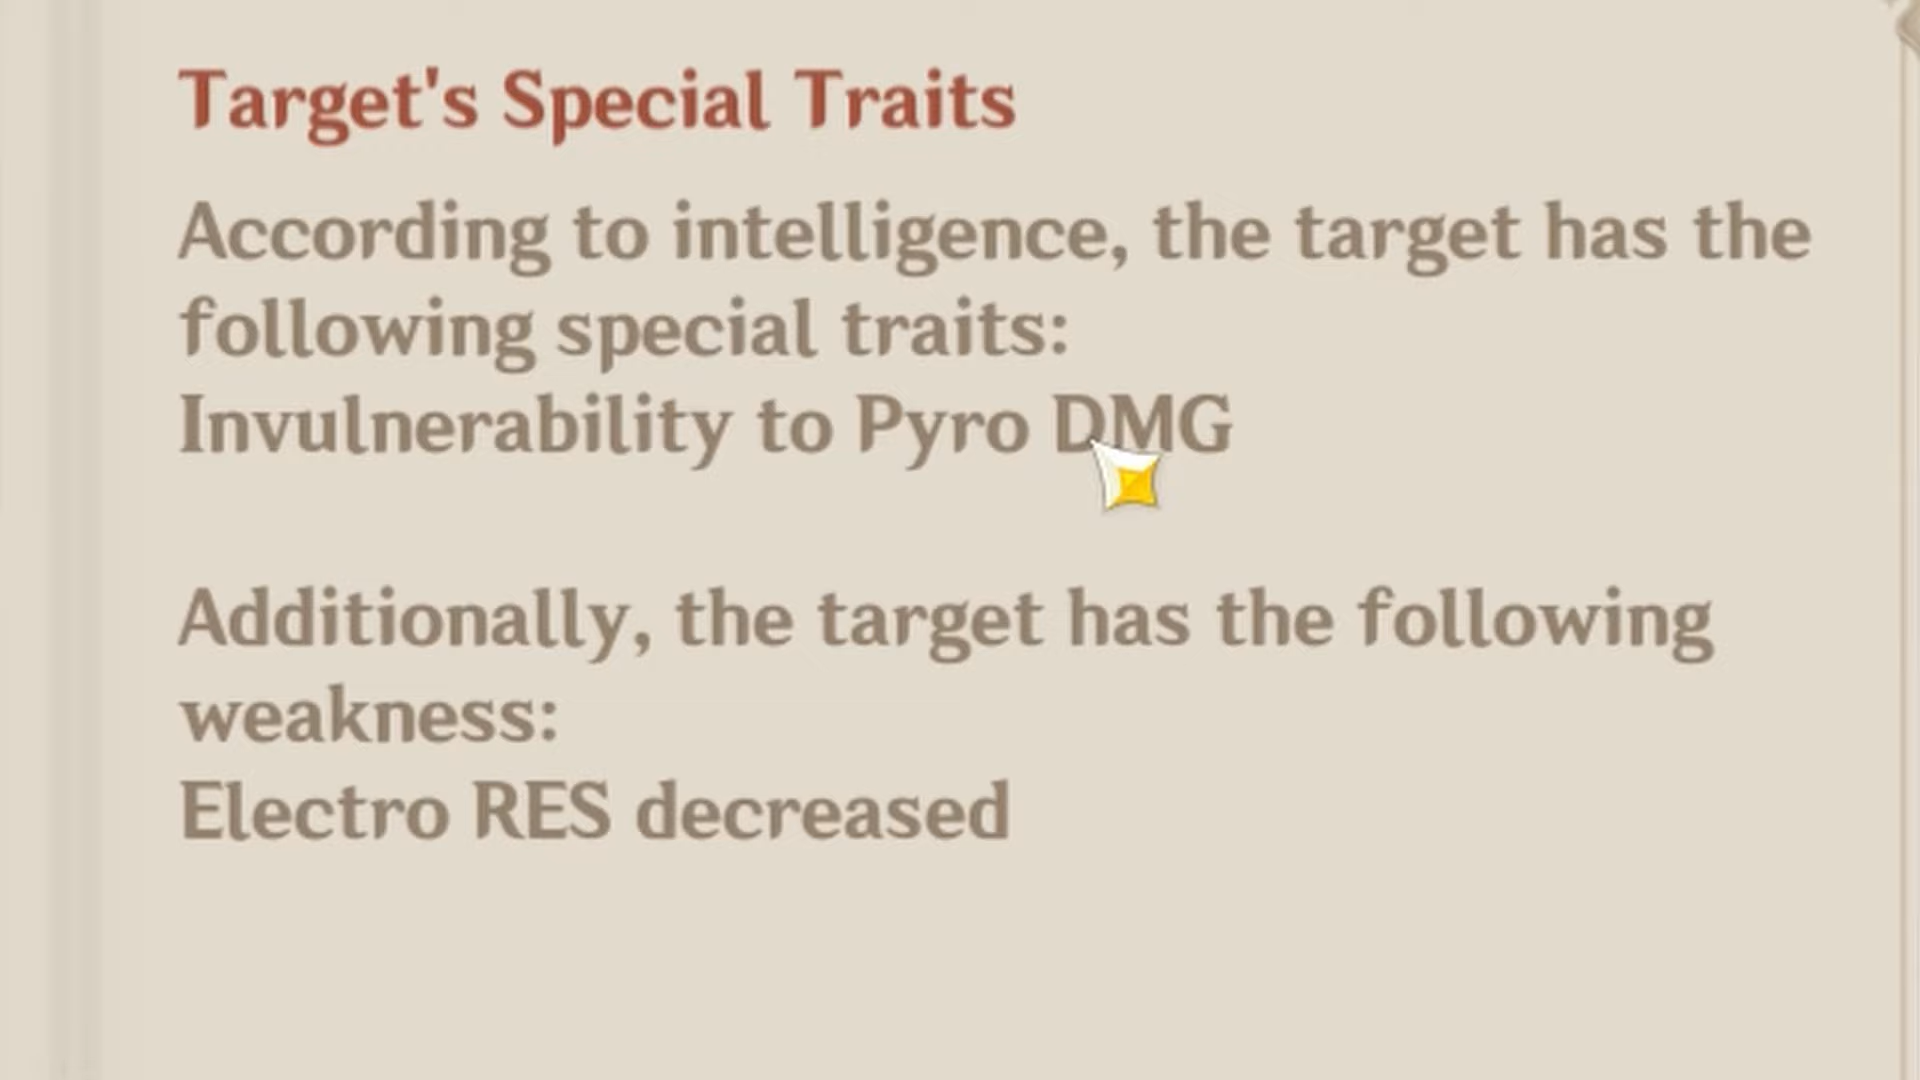 Target's Special Traits
According to intelligence, the target has the
following special traits:
Invulnerability to Pyro DMG
Additionally, the target has the following
weakness:
Electro RES decreased